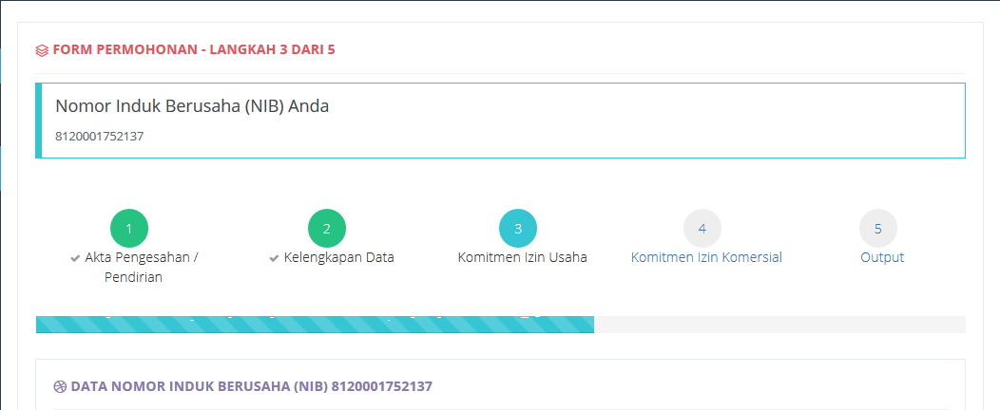 FORM PERMOHONAN - LANGKAH 3 DARI 5
Nomor Induk Berusaha (NIB) Anda
8120001752137
1
2
3
4
5
Akta Pengesahan /
Pendirian
Kelengkapan Data
Komitmen Izin Usaha
Komitmen Izin Komersial
Output
DATA NOMOR INDUK BERUSAHA (NIB) 8120001752137